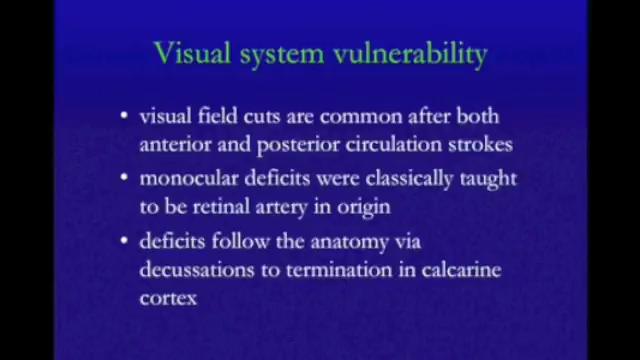 Visual system vulnerability
• visual field cuts are common after both
anterior and posterior circulation strokes
• monocular deficits were classically taught
to be retinal artery in origin
• deficits follow the anatomy via
decussations to termination in calcarine
cortex